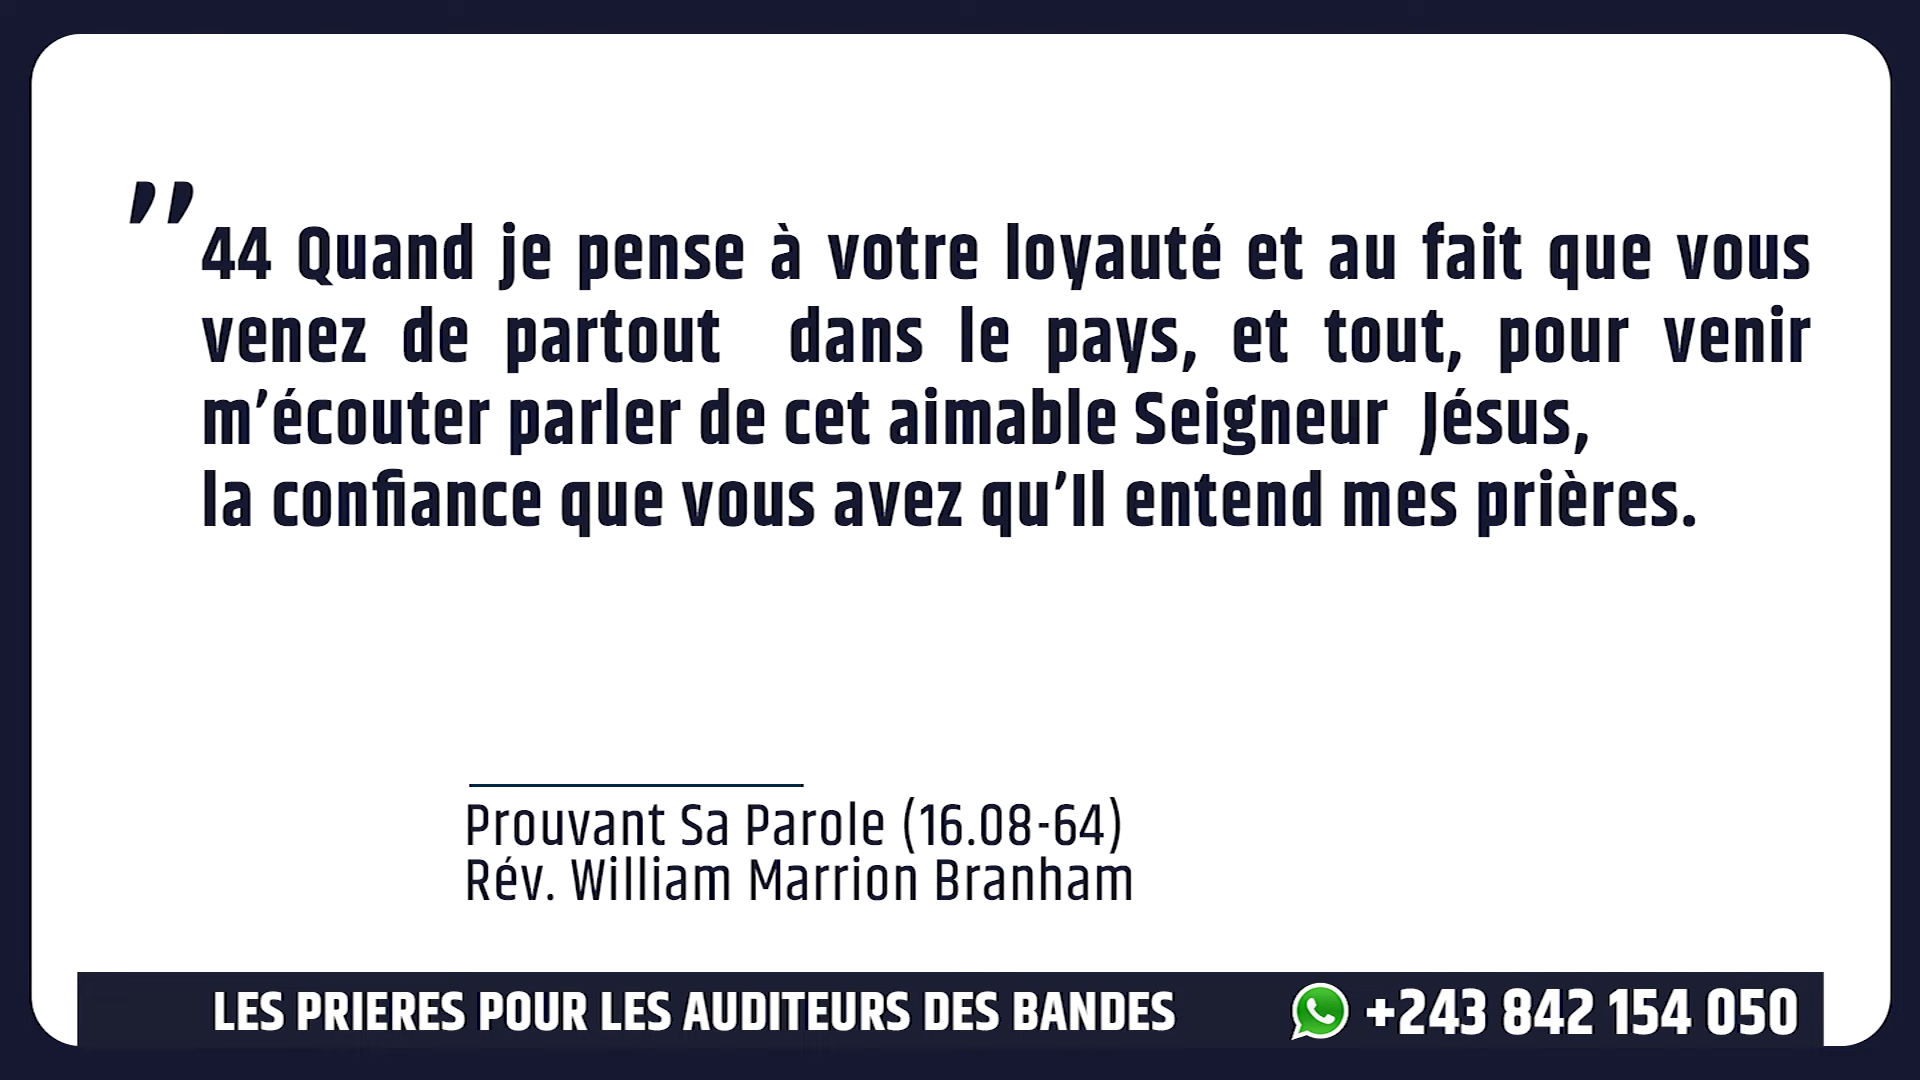 ”
44 Quand je pense à votre loyauté et au fait que vous
venez de partout dans le pays, et tout, pour venir
m’écouter parler de cet aimable Seigneur Jésus,
la confiance que vous avez qu’Il entend mes prières.
Prouvant Sa Parole (16.08-64)
Rév. William Marrion Branham
LES PRIERES POUR LES AUDITEURS DES BANDES
+243 842 154 050